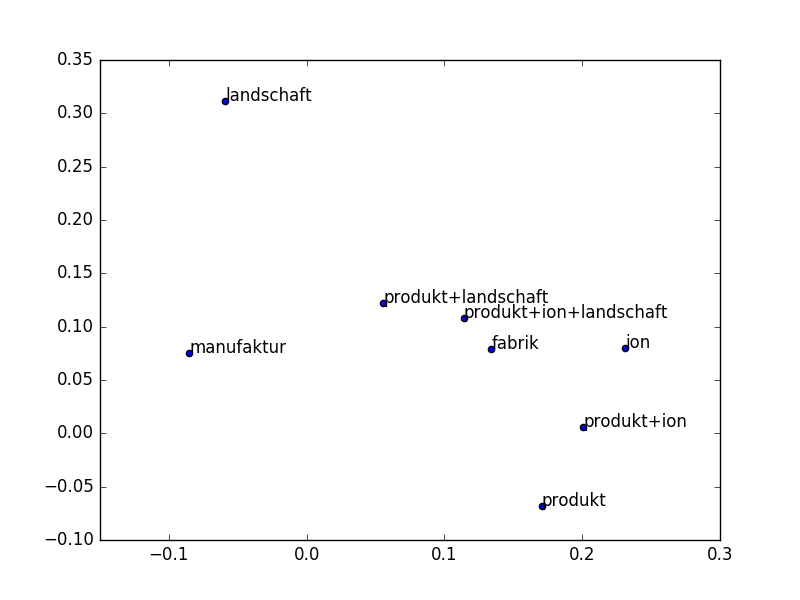 0.35
landschaft
0.30
0.25
0.20
0.15
produkt+landschaft
produkt+ion+landschaft
0.10
manufaktur
fabrik
ion
0.05
produkt+ion
0.00
−0.05
produkt
−0.10
−0.1
0.0
0.1
0.2
0.3